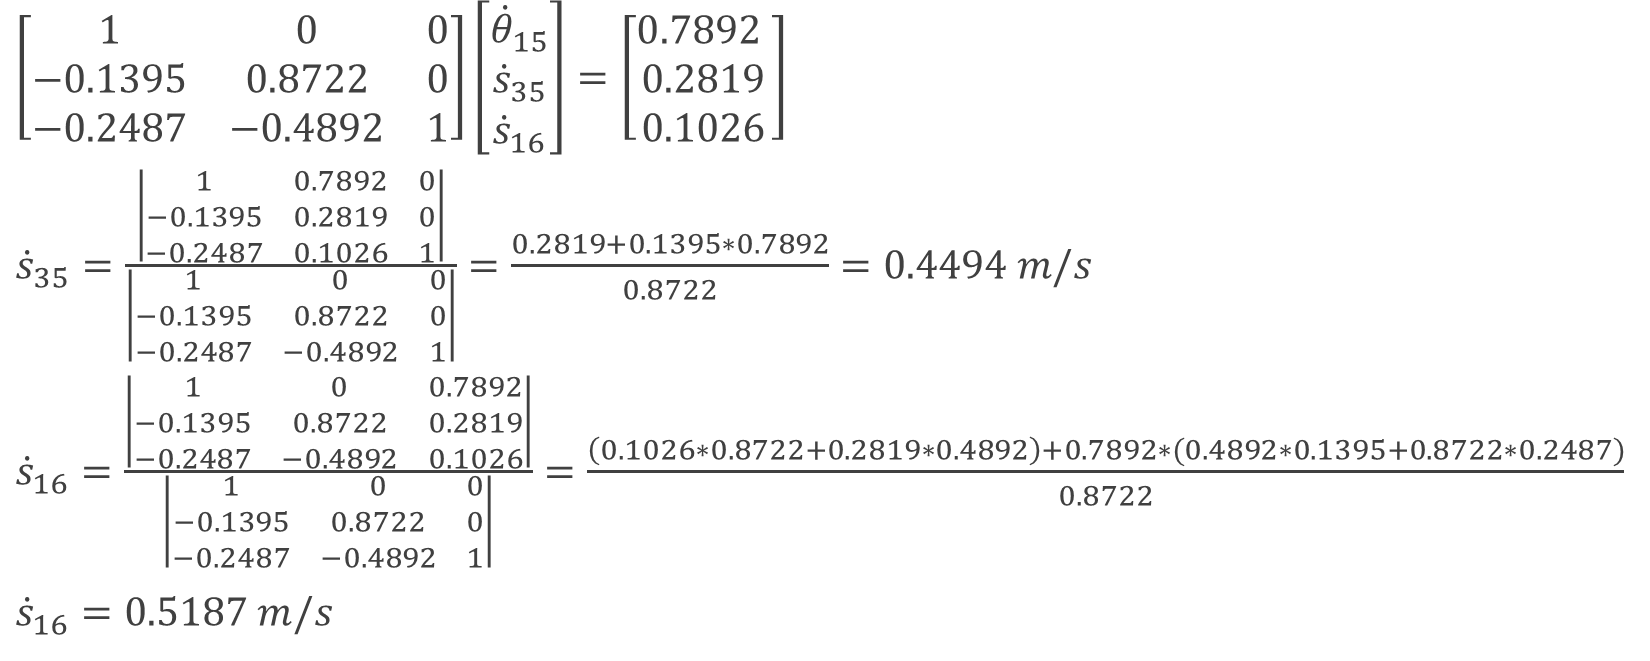 [1 0 0; −0.1395 0.8722 0; −0.2487 −0.4892 1] [θ̇₁₅; ṡ₃₅; ṡ₁₆] = [0.7892; 0.2819; 0.1026]
ṡ₃₅ = |1 0.7892 0; −0.1395 0.2819 0; −0.2487 0.1026 1| / |1 0 0; −0.1395 0.8722 0; −0.2487 −0.4892 1| = (0.2819+0.1395∗0.7892) / 0.8722 = 0.4494 m/s
ṡ₁₆ = |1 0 0.7892; −0.1395 0.8722 0.2819; −0.2487 −0.4892 0.1026| / |1 0 0; −0.1395 0.8722 0; −0.2487 −0.4892 1| = ((0.1026∗0.8722+0.2819∗0.4892)+0.7892∗(0.4892∗0.1395+0.8722∗0.2487)) / 0.8722
ṡ₁₆ = 0.5187 m/s